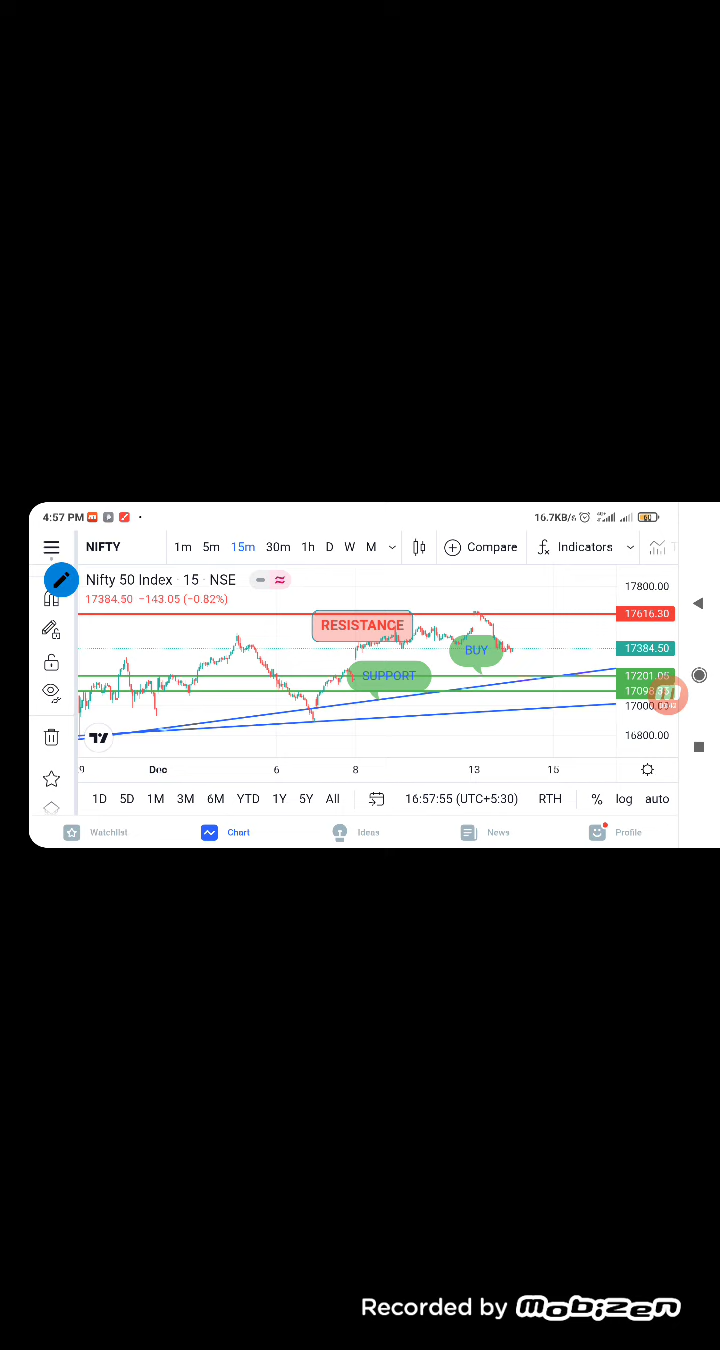 4:57 PM
16.7KB/s
60
NIFTY 1m 5m 15m 30m 1h D W M Compare Indicators
Nifty 50 Index · 15 · NSE
17384.50 −143.05 (−0.82%)
17800.00
17616.30
RESISTANCE
BUY
17384.50
SUPPORT
17201.05
17000.00
16800.00
Dec 6 8 13 15
1D 5D 1M 3M 6M YTD 1Y 5Y All 16:57:55 (UTC+5:30) RTH % log auto
Watchlist Chart Ideas News Profile
Recorded by Mobizen